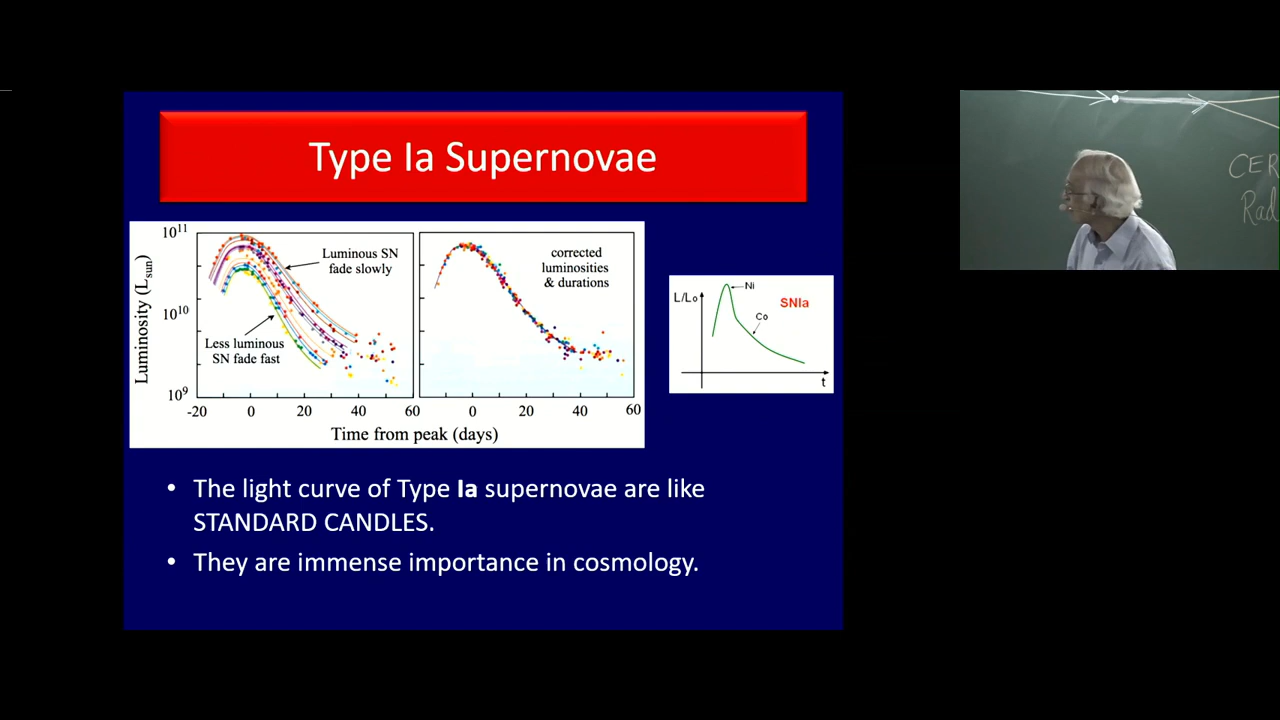 Type Ia Supernovae
10^11
10^10
10^9
Luminosity (L_sun)
Luminous SN
fade slowly
Less luminous
SN fade fast
corrected
luminosities
& durations
-20 0 20 40 60
0 20 40 60
Time from peak (days)
L/Lo
Ni
SNIa
Co
t
• The light curve of Type Ia supernovae are like
STANDARD CANDLES.
• They are immense importance in cosmology.
CER
Rad